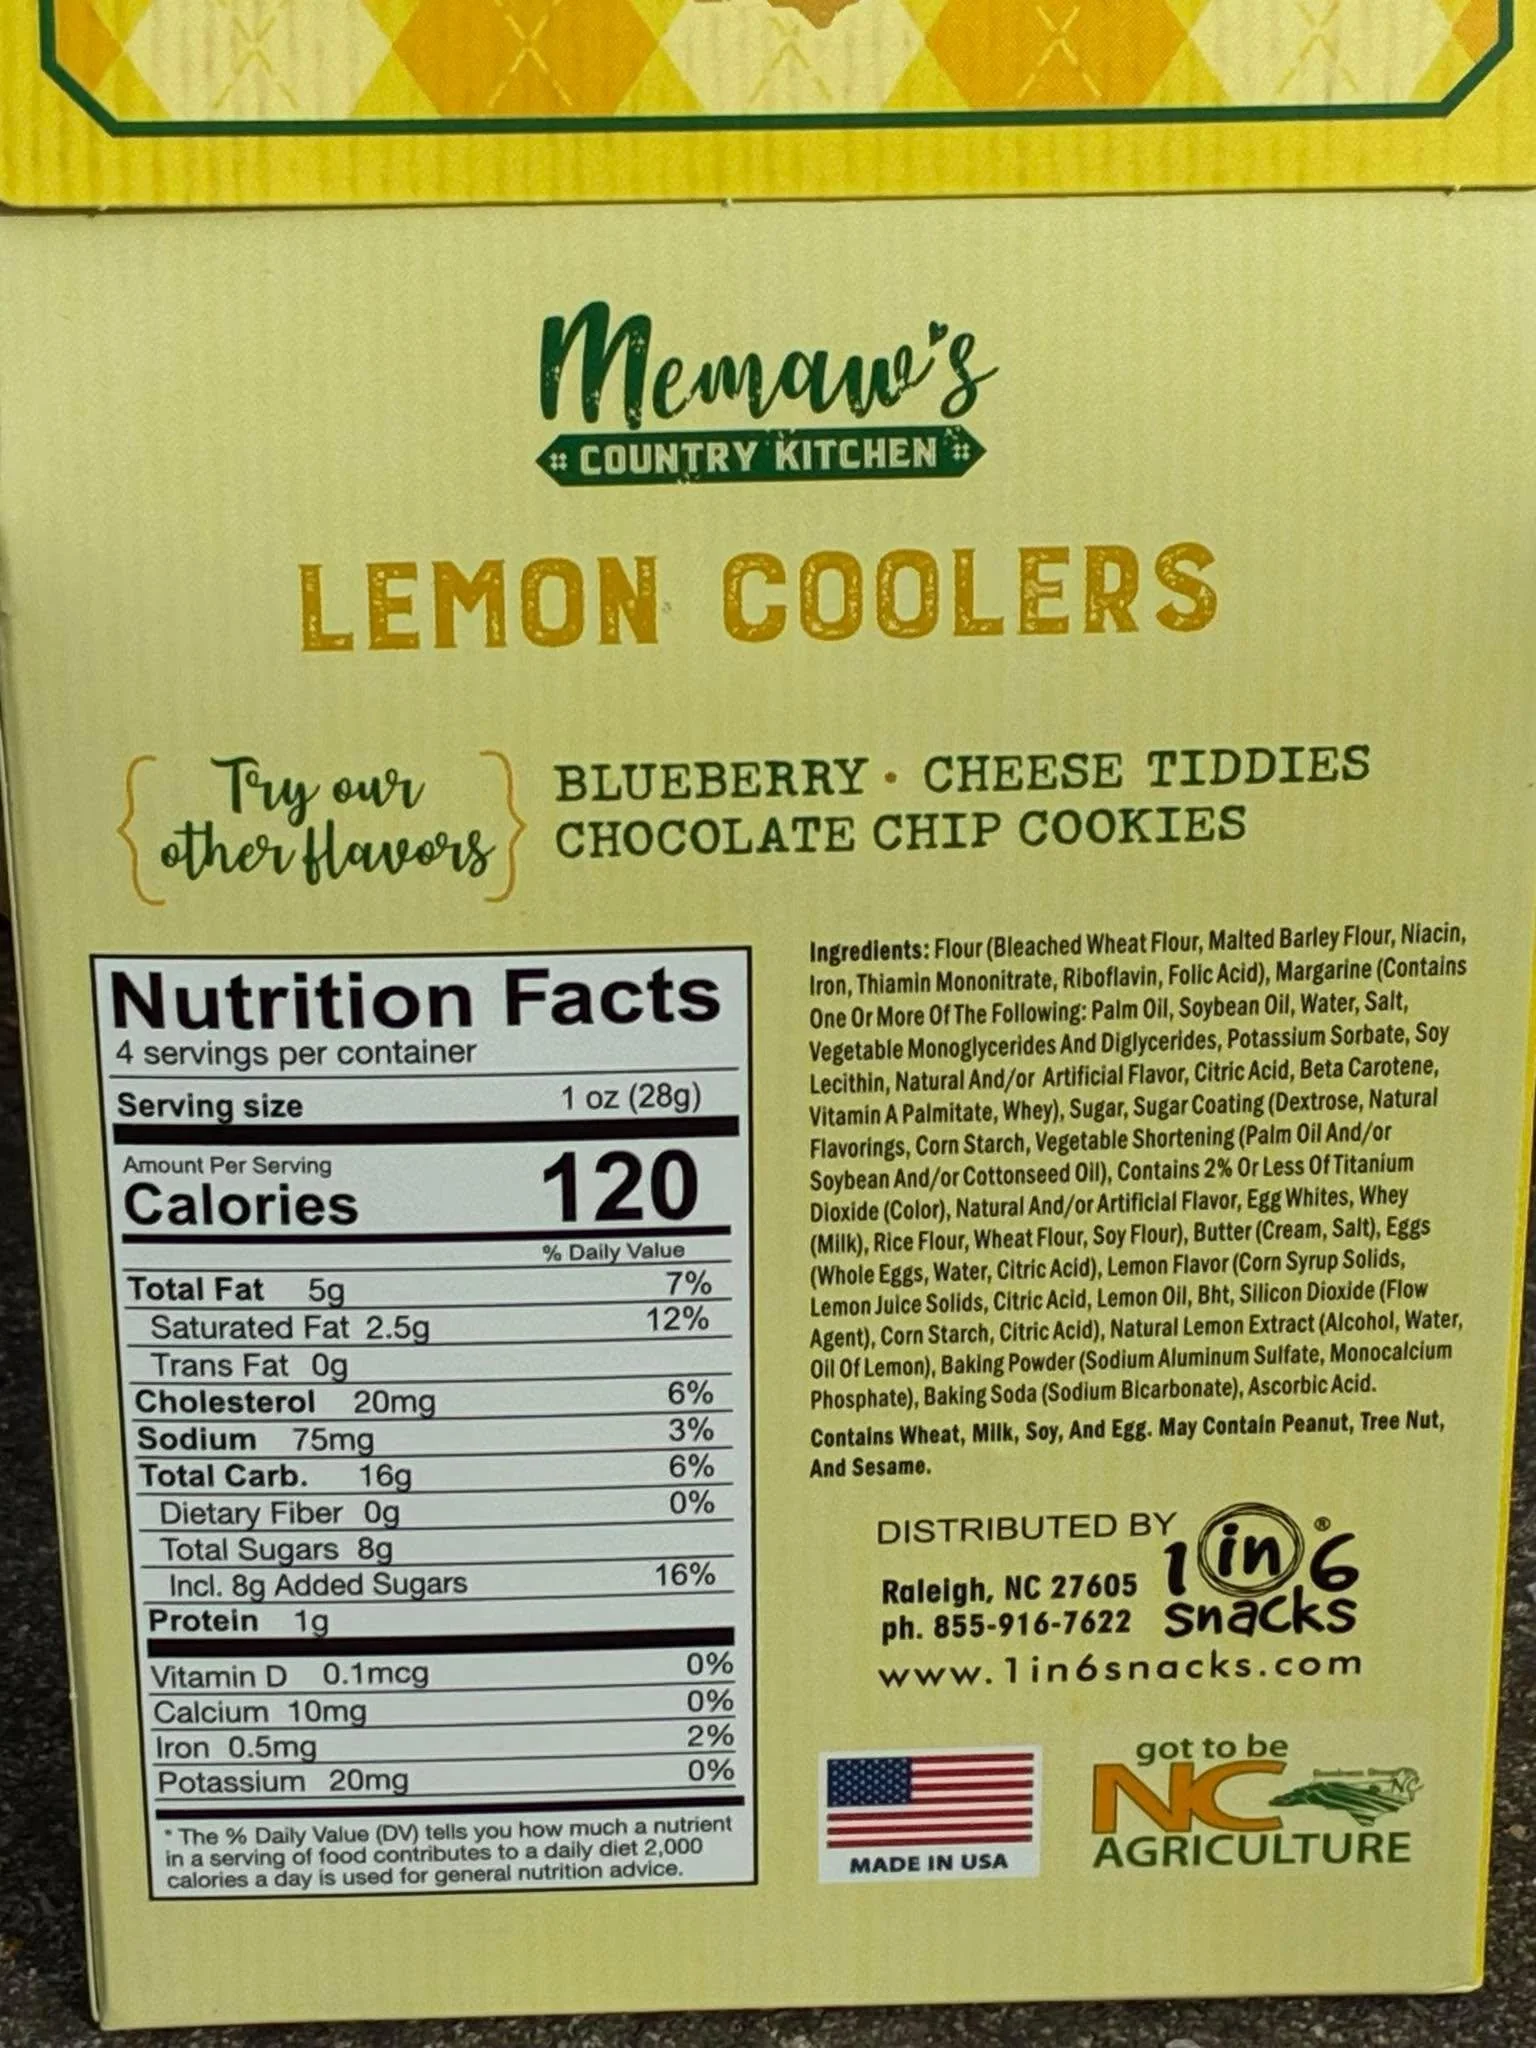 Memaw's
COUNTRY KITCHEN
LEMON COOLERS
Try our
other flavors
BLUEBERRY • CHEESE TIDDIES
CHOCOLATE CHIP COOKIES
Nutrition Facts
4 servings per container
Serving size 1 oz (28g)
Amount Per Serving
Calories 120
% Daily Value
Total Fat 5g 7%
Saturated Fat 2.5g 12%
Trans Fat 0g
Cholesterol 20mg 6%
Sodium 75mg 3%
Total Carb. 16g 6%
Dietary Fiber 0g 0%
Total Sugars 8g
Incl. 8g Added Sugars 16%
Protein 1g
Vitamin D 0.1mcg 0%
Calcium 10mg 0%
Iron 0.5mg 2%
Potassium 20mg 0%
* The % Daily Value (DV) tells you how much a nutrient
in a serving of food contributes to a daily diet 2,000
calories a day is used for general nutrition advice.
Ingredients: Flour (Bleached Wheat Flour, Malted Barley Flour, Niacin,
Iron, Thiamin Mononitrate, Riboflavin, Folic Acid), Margarine (Contains
One Or More Of The Following: Palm Oil, Soybean Oil, Water, Salt,
Vegetable Monoglycerides And Diglycerides, Potassium Sorbate, Soy
Lecithin, Natural And/or Artificial Flavor, Citric Acid, Beta Carotene,
Vitamin A Palmitate, Whey), Sugar, Sugar Coating (Dextrose, Natural
Flavorings, Corn Starch, Vegetable Shortening (Palm Oil And/or
Soybean And/or Cottonseed Oil), Contains 2% Or Less Of Titanium
Dioxide (Color), Natural And/or Artificial Flavor, Egg Whites, Whey
(Milk), Rice Flour, Wheat Flour, Soy Flour), Butter (Cream, Salt), Eggs
(Whole Eggs, Water, Citric Acid), Lemon Flavor (Corn Syrup Solids,
Lemon Juice Solids, Citric Acid, Lemon Oil, Bht, Silicon Dioxide (Flow
Agent), Corn Starch, Citric Acid), Natural Lemon Extract (Alcohol, Water,
Oil Of Lemon), Baking Powder (Sodium Aluminum Sulfate, Monocalcium
Phosphate), Baking Soda (Sodium Bicarbonate), Ascorbic Acid.
Contains Wheat, Milk, Soy, And Egg. May Contain Peanut, Tree Nut,
And Sesame.
DISTRIBUTED BY
1 in 6®
snacks
Raleigh, NC 27605
ph. 855-916-7622
www.1in6snacks.com
MADE IN USA
got to be
NC
NC
AGRICULTURE